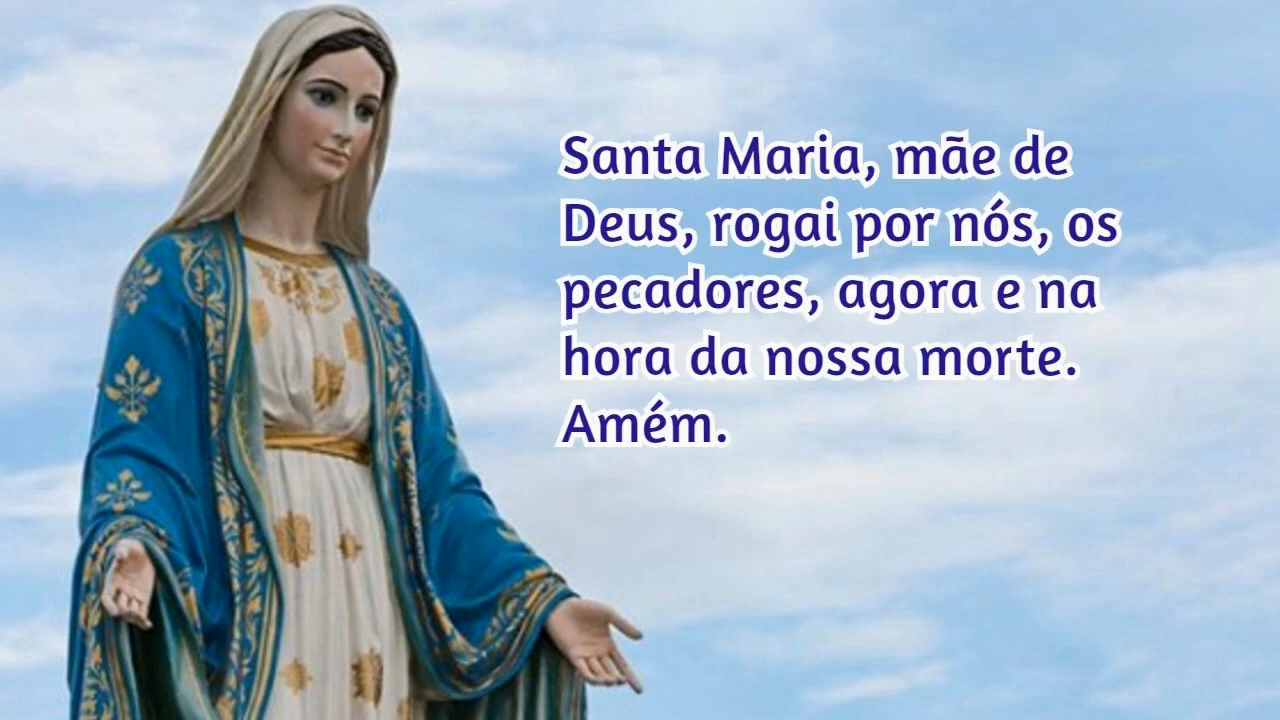 Santa Maria, mãe de
Deus, rogai por nós, os
pecadores, agora e na
hora da nossa morte.
Amém.